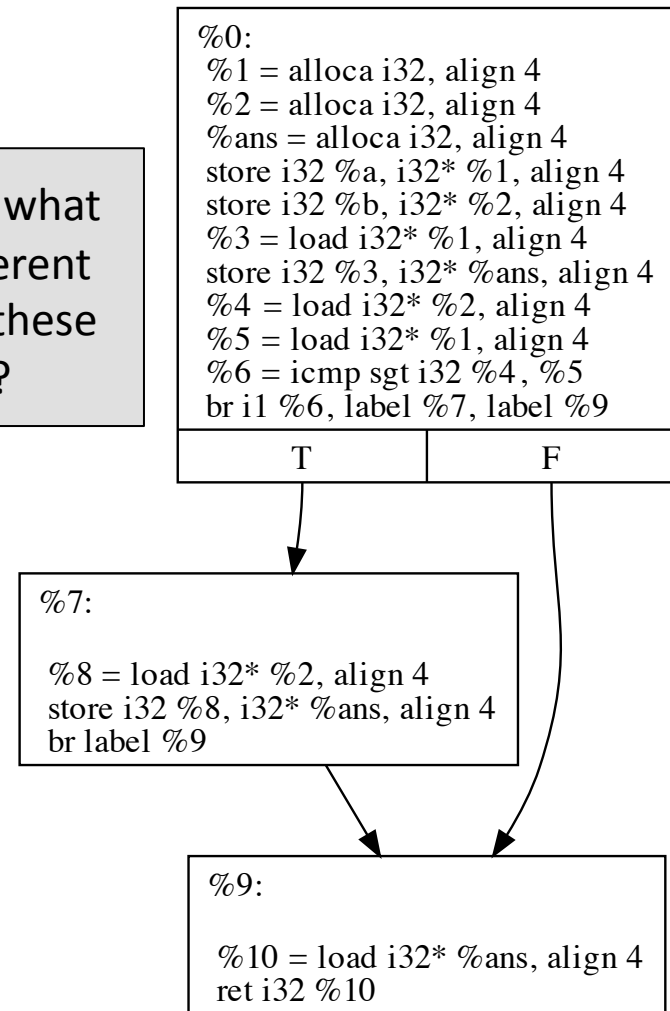 what
erent
these
?
%0:
%1 = alloca i32, align 4
%2 = alloca i32, align 4
%ans = alloca i32, align 4
store i32 %a, i32* %1, align 4
store i32 %b, i32* %2, align 4
%3 = load i32* %1, align 4
store i32 %3, i32* %ans, align 4
%4 = load i32* %2, align 4
%5 = load i32* %1, align 4
%6 = icmp sgt i32 %4, %5
br i1 %6, label %7, label %9
T F
%7:
%8 = load i32* %2, align 4
store i32 %8, i32* %ans, align 4
br label %9
%9:
%10 = load i32* %ans, align 4
ret i32 %10